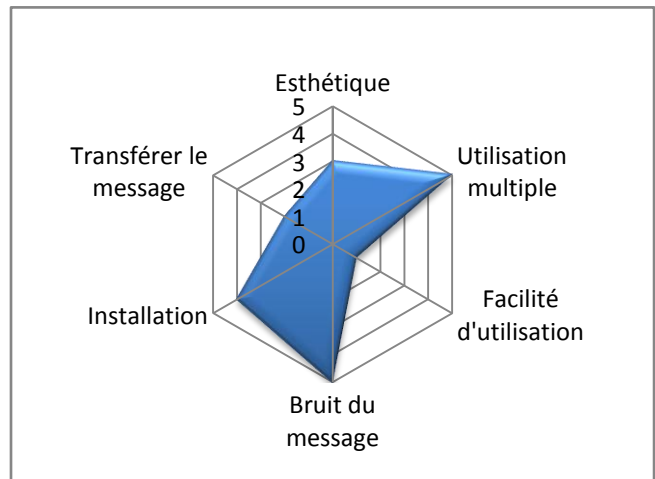 Esthétique
5
4
3
2
1
0
Utilisation
multiple
Facilité
d'utilisation
Bruit du
message
Installation
Transférer le
message